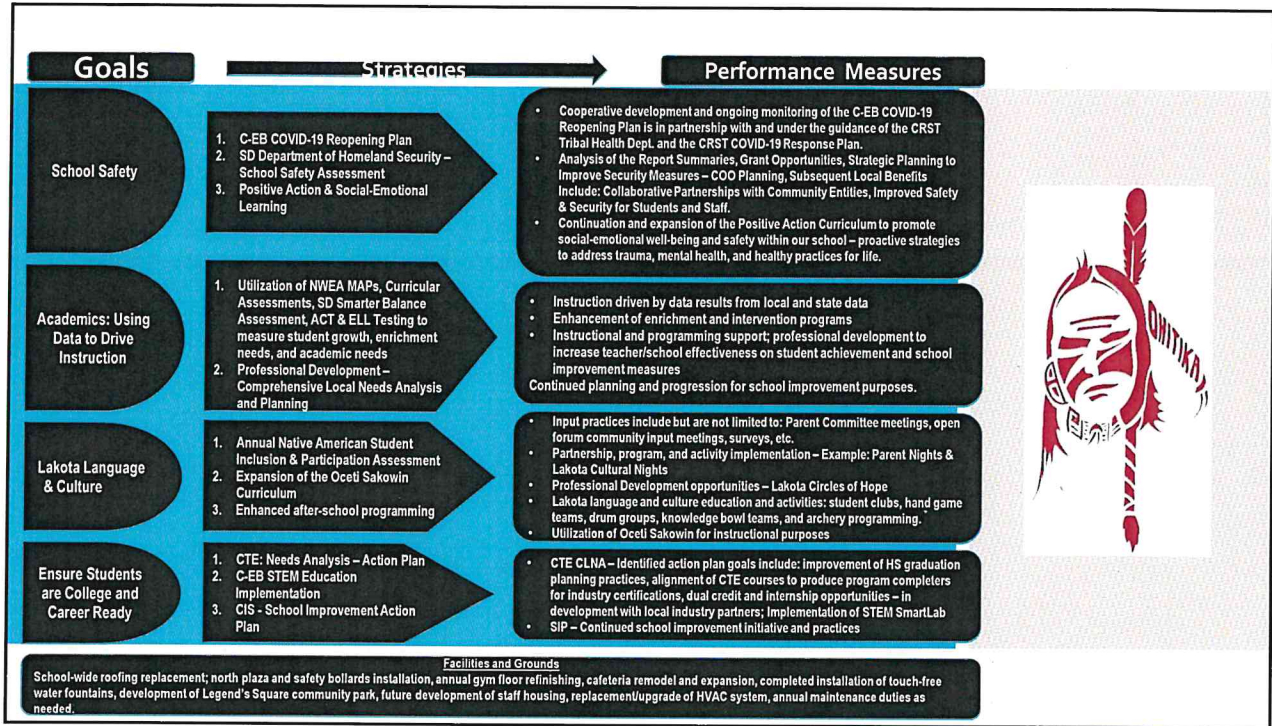 Goals
Strategies
Performance Measures
School Safety
1. C-EB COVID-19 Reopening Plan
2. SD Department of Homeland Security –
School Safety Assessment
3. Positive Action & Social-Emotional
Learning
• Cooperative development and ongoing monitoring of the C-EB COVID-19
Reopening Plan is in partnership with and under the guidance of the CRST
Tribal Health Dept. and the CRST COVID-19 Response Plan.
• Analysis of the Report Summaries, Grant Opportunities, Strategic Planning to
Improve Security Measures – COO Planning, Subsequent Local Benefits
Include: Collaborative Partnerships with Community Entities, Improved Safety
& Security for Students and Staff.
• Continuation and expansion of the Positive Action Curriculum to promote
social-emotional well-being and safety within our school – proactive strategies
to address trauma, mental health, and healthy practices for life.
Academics: Using
Data to Drive
Instruction
1. Utilization of NWEA MAPs, Curricular
Assessments, SD Smarter Balance
Assessment, ACT & ELL Testing to
measure student growth, enrichment
needs, and academic needs
2. Professional Development –
Comprehensive Local Needs Analysis
and Planning
• Instruction driven by data results from local and state data
• Enhancement of enrichment and intervention programs
• Instructional and programming support; professional development to
increase teacher/school effectiveness on student achievement and school
improvement measures
Continued planning and progression for school improvement purposes.
Lakota Language
& Culture
1. Annual Native American Student
Inclusion & Participation Assessment
2. Expansion of the Oceti Sakowin
Curriculum
3. Enhanced after-school programming
• Input practices include but are not limited to: Parent Committee meetings, open
forum community input meetings, surveys, etc.
• Partnership, program, and activity implementation – Example: Parent Nights &
Lakota Cultural Nights
• Professional Development opportunities – Lakota Circles of Hope
• Lakota language and culture education and activities: student clubs, hand game
teams, drum groups, knowledge bowl teams, and archery programming.
• Utilization of Oceti Sakowin for instructional purposes
Ensure Students
are College and
Career Ready
1. CTE: Needs Analysis – Action Plan
2. C-EB STEM Education
Implementation
3. CIS - School Improvement Action
Plan
• CTE CLNA – Identified action plan goals include: improvement of HS graduation
planning practices, alignment of CTE courses to produce program completers
for industry certifications, dual credit and internship opportunities – in
development with local industry partners; Implementation of STEM SmartLab
• SIP – Continued school improvement initiative and practices
OHITIKA
Facilities and Grounds
School-wide roofing replacement; north plaza and safety bollards installation, annual gym floor refinishing, cafeteria remodel and expansion, completed installation of touch-free
water fountains, development of Legend's Square community park, future development of staff housing, replacement/upgrade of HVAC system, annual maintenance duties as
needed.